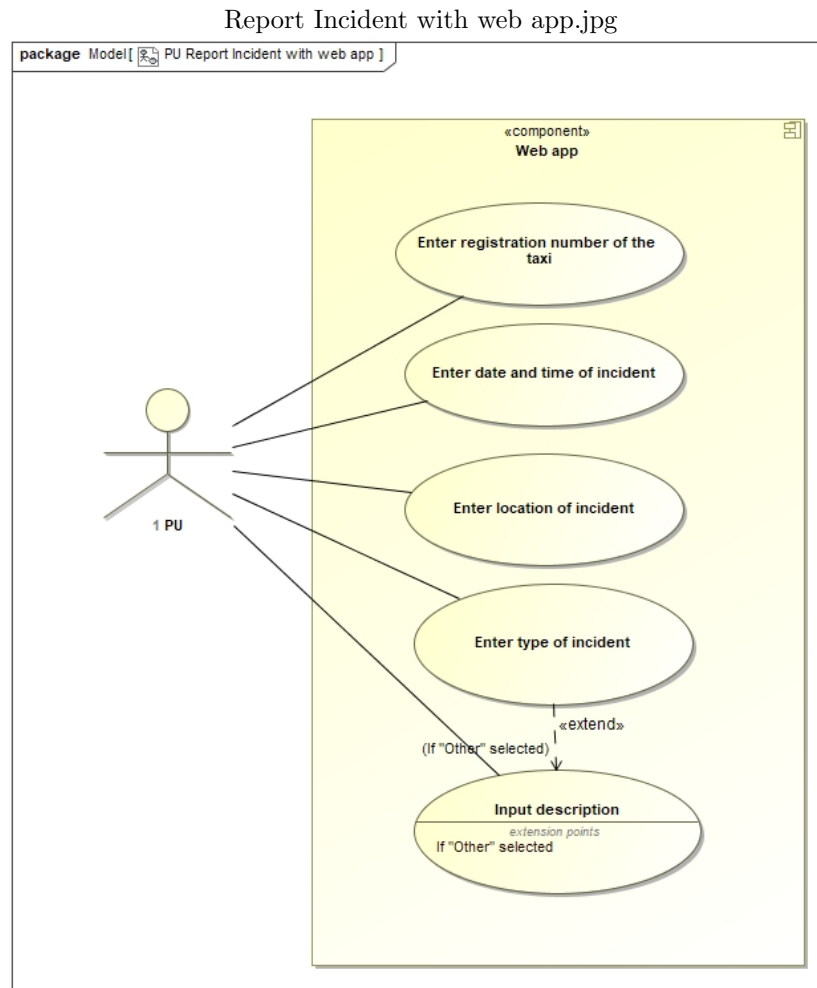 Report Incident with web app.jpg
package Model[ PU Report Incident with web app ]
«component»
Web app
Enter registration number of the
taxi
Enter date and time of incident
Enter location of incident
1 PU
Enter type of incident
«extend»
(If "Other" selected)
Input description
extension points
If "Other" selected